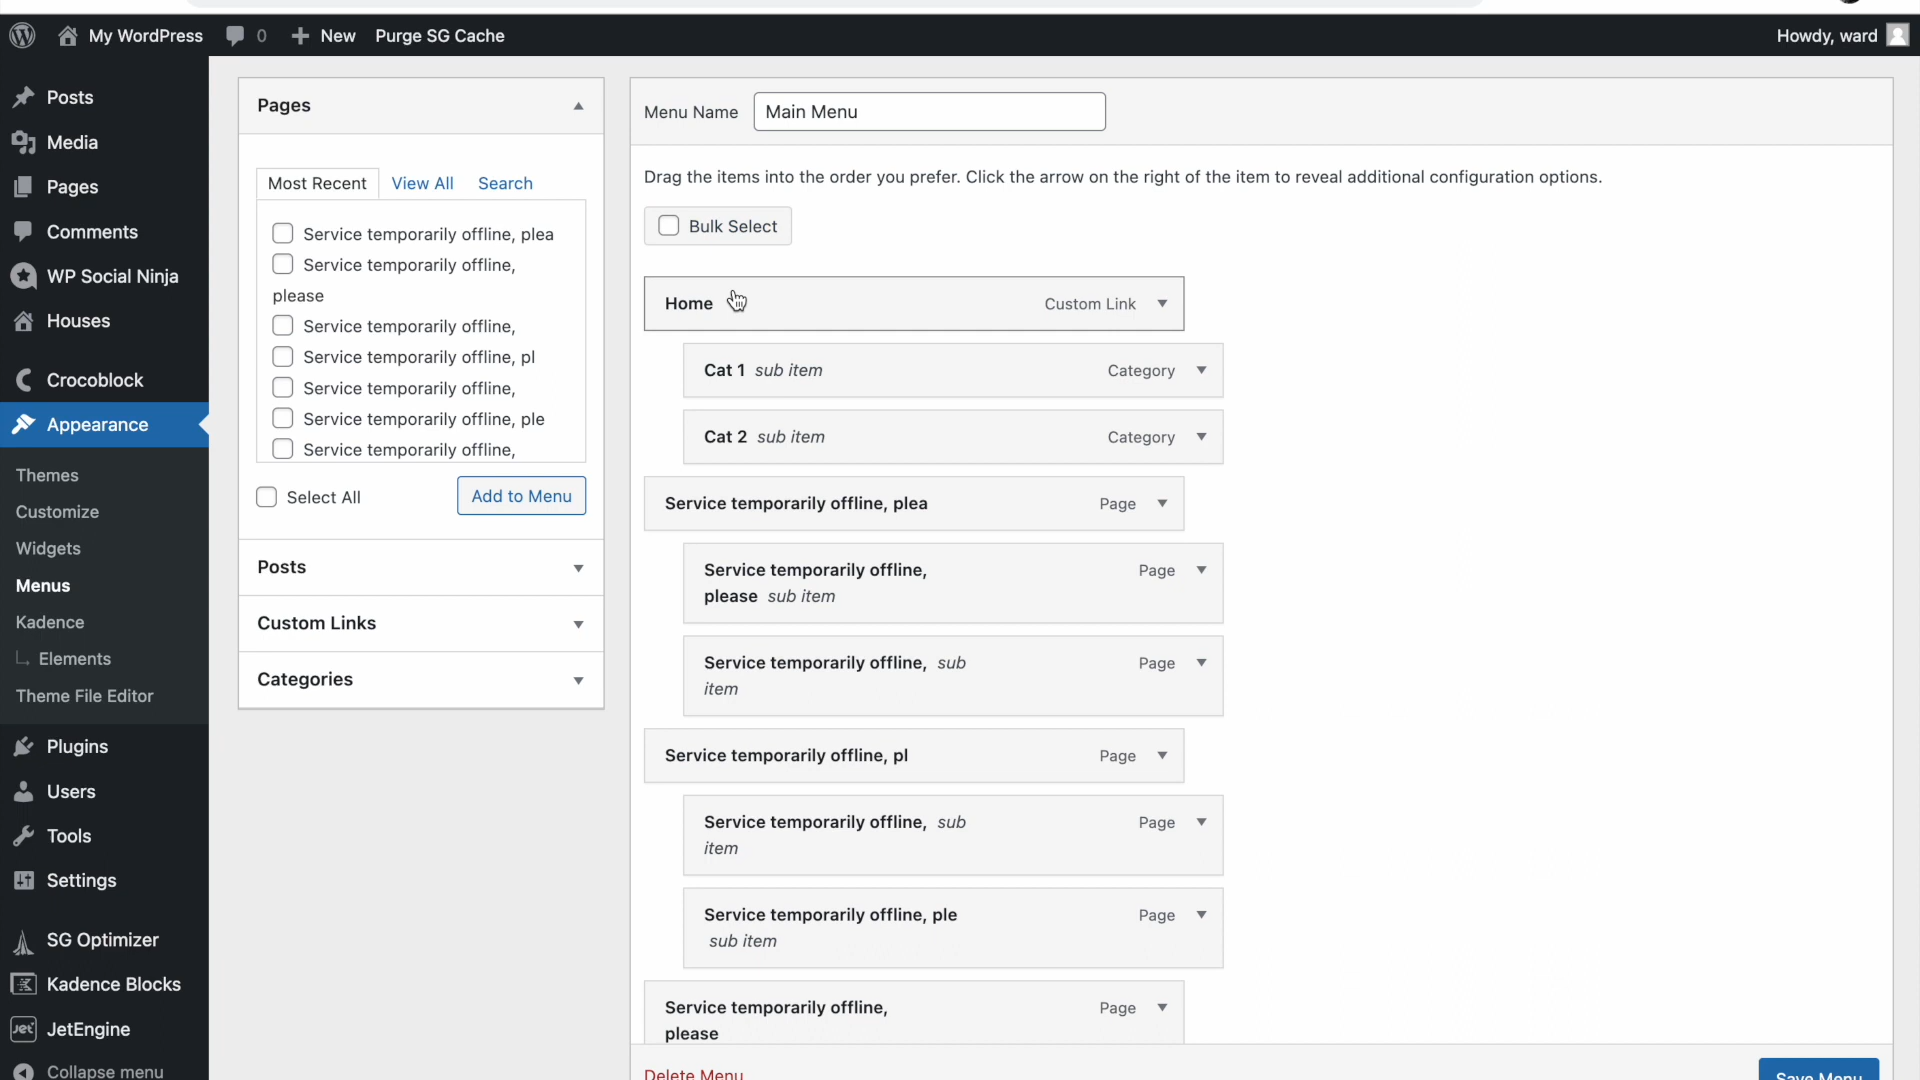 My WordPress 0 New Purge SG Cache Howdy, ward
Posts
Media
Pages
Comments
WP Social Ninja
Houses
Crocoblock
Appearance
Themes
Customize
Widgets
Menus
Kadence
Elements
Theme File Editor
Plugins
Users
Tools
Settings
SG Optimizer
Kadence Blocks
JetEngine
Collapse menu
Pages
Most Recent View All Search
Service temporarily offline, plea
Service temporarily offline,
please
Service temporarily offline,
Service temporarily offline, pl
Service temporarily offline,
Service temporarily offline, ple
Service temporarily offline,
Select All Add to Menu
Posts
Custom Links
Categories
Menu Name Main Menu
Drag the items into the order you prefer. Click the arrow on the right of the item to reveal additional configuration options.
Bulk Select
Home Custom Link
Cat 1 sub item Category
Cat 2 sub item Category
Service temporarily offline, plea Page
Service temporarily offline, Page
please sub item
Service temporarily offline, sub Page
item
Service temporarily offline, pl Page
Service temporarily offline, sub Page
item
Service temporarily offline, ple Page
sub item
Service temporarily offline, Page
please
Delete Menu Save Menu